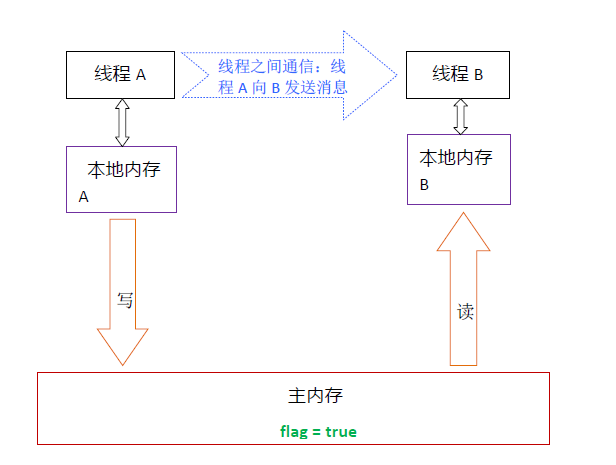 线程 A
线程之间通信：线
程 A 向 B 发送消息
线程 B
本地内存
A
本地内存
B
写
读
主内存
flag = true